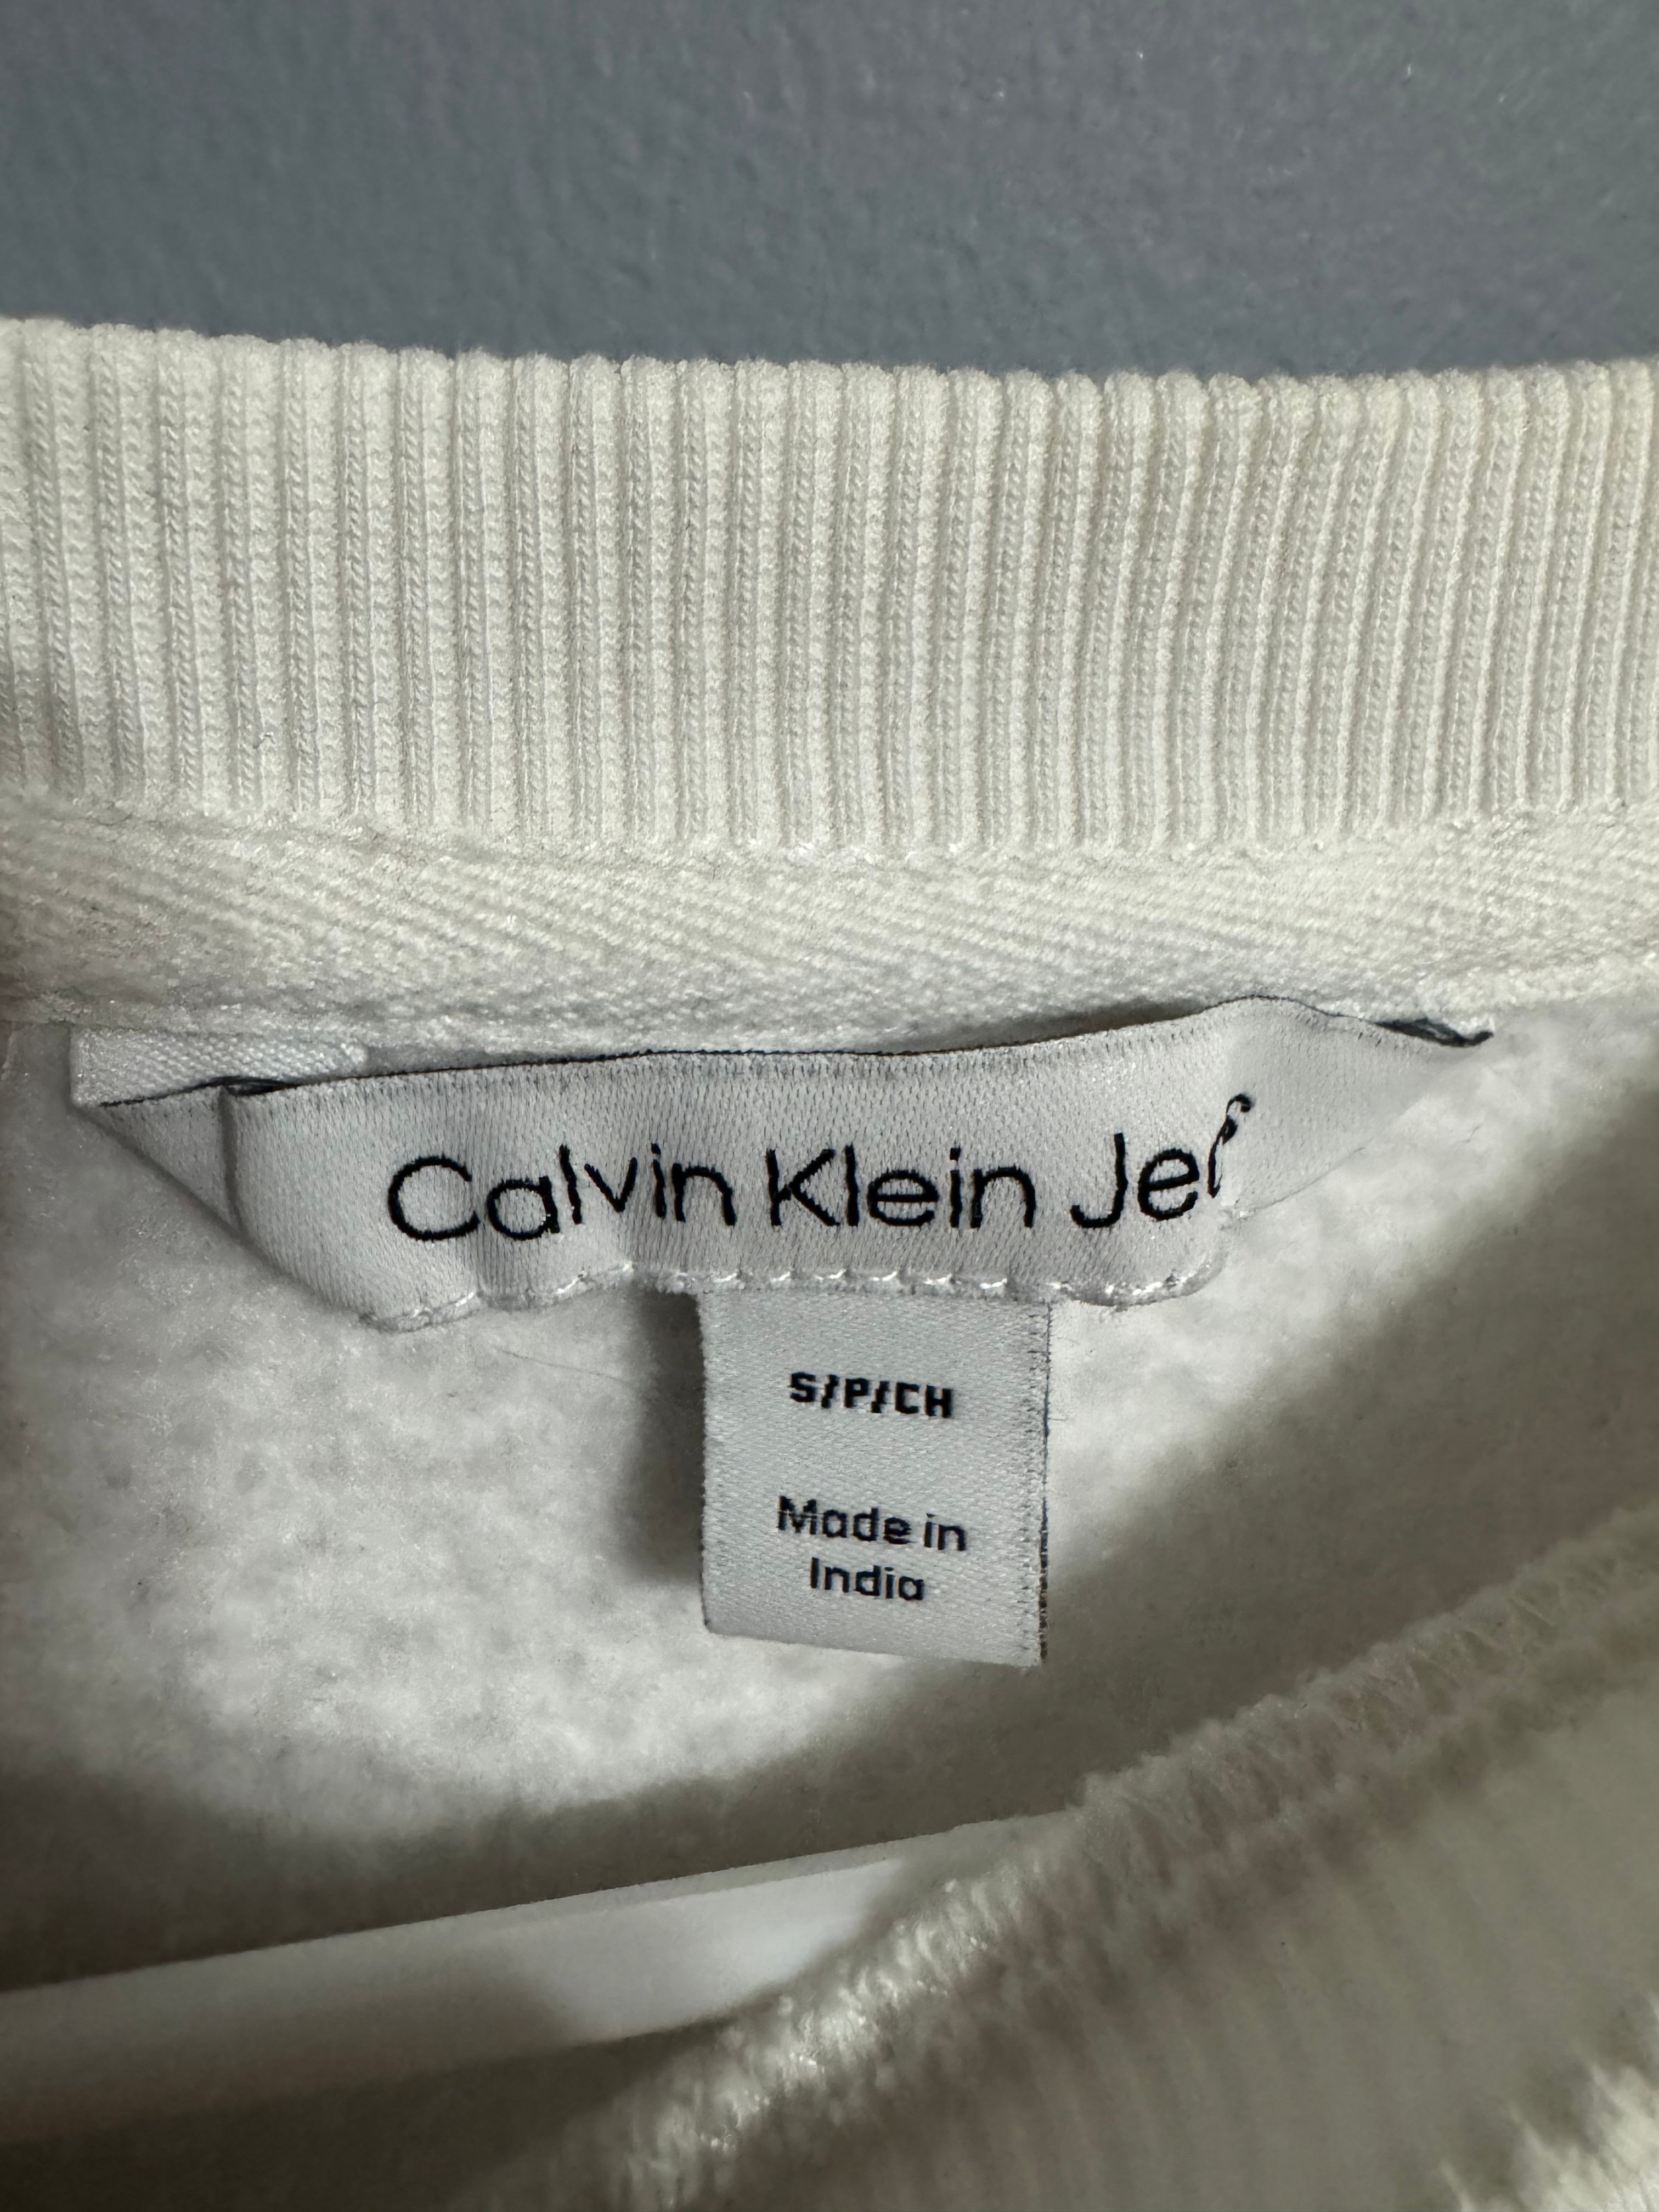 Calvin Klein Je
S/P/CH
Made in
India